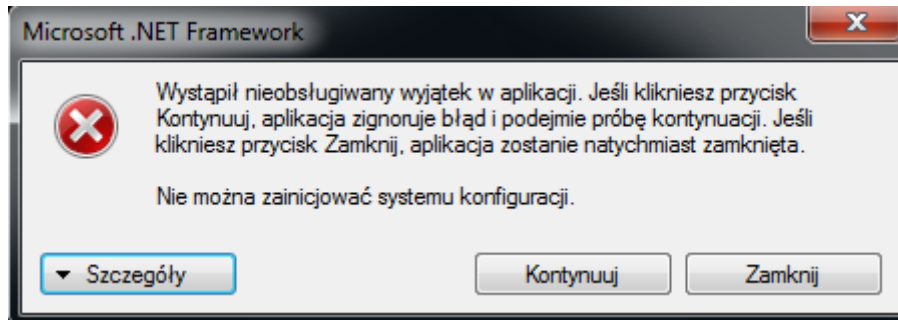 Microsoft .NET Framework
Wystąpił nieobsługiwany wyjątek w aplikacji. Jeśli klikniesz przycisk
Kontynuuj, aplikacja zignoruje błąd i podejmie próbę kontynuacji. Jeśli
klikniesz przycisk Zamknij, aplikacja zostanie natychmiast zamknięta.
Nie można zainicjować systemu konfiguracji.
Szczegóły
Kontynuuj
Zamknij